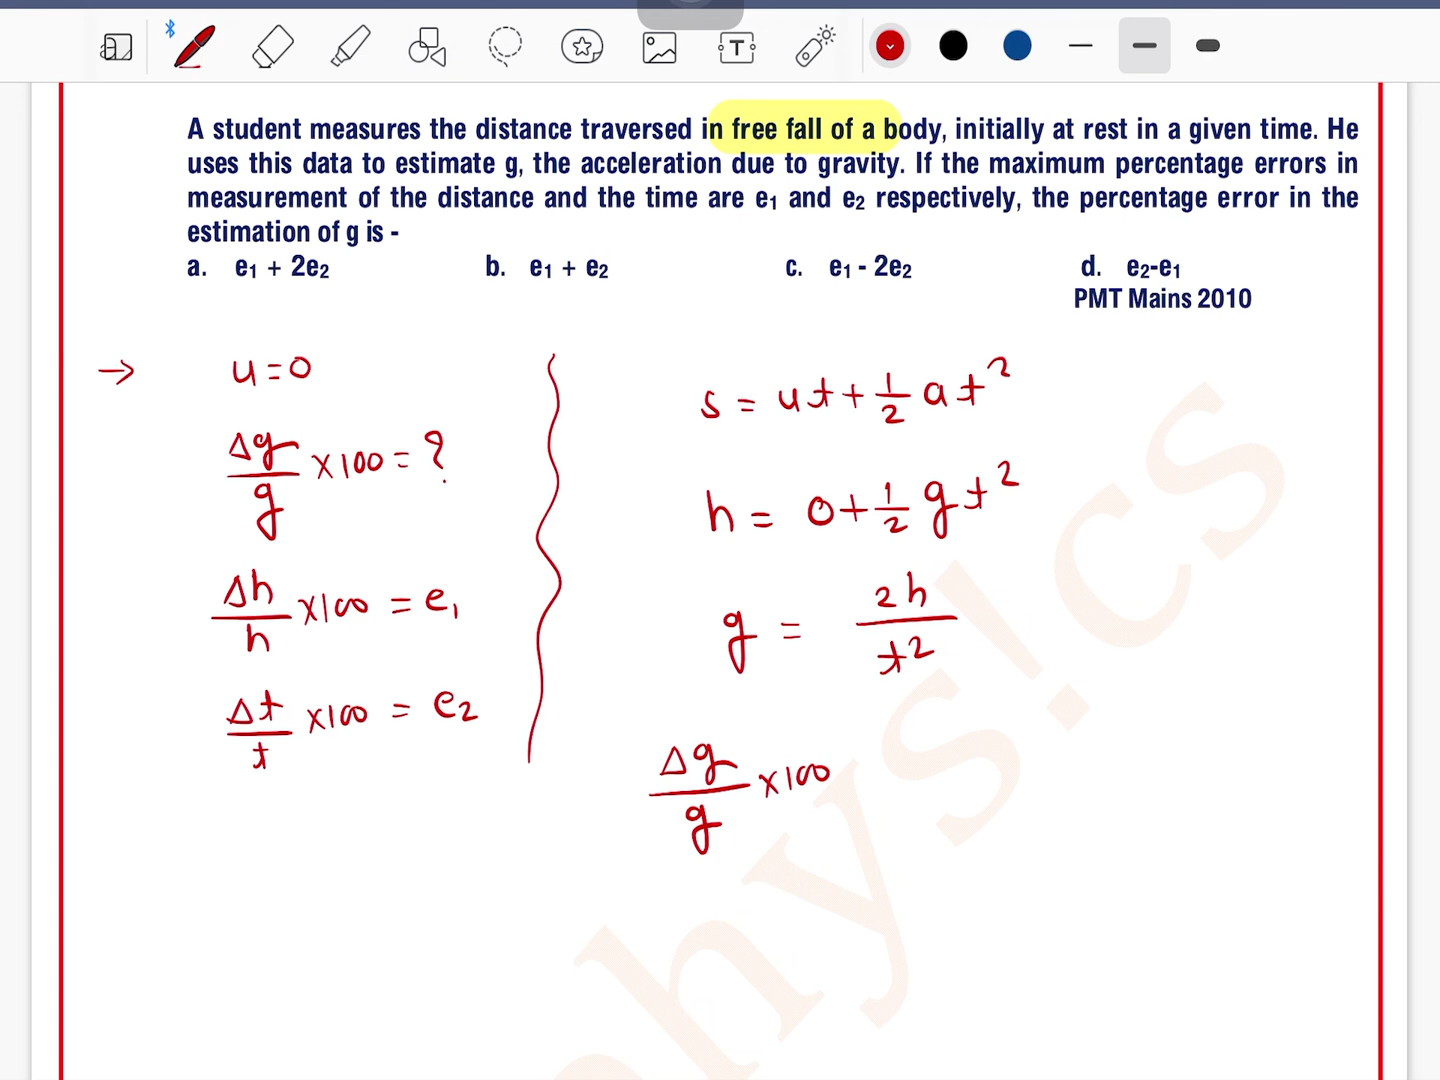 A student measures the distance traversed in free fall of a body, initially at rest in a given time. He
uses this data to estimate g, the acceleration due to gravity. If the maximum percentage errors in
measurement of the distance and the time are e₁ and e₂ respectively, the percentage error in the
estimation of g is -
a. e₁ + 2e₂ b. e₁ + e₂ c. e₁ - 2e₂ d. e₂-e₁
PMT Mains 2010
→ u=0
Δg/g ×100 = ?
Δh/h ×100 = e₁
Δt/t ×100 = e₂
s = ut + 1/2 at²
h = 0 + 1/2 gt²
g = 2h/t²
Δg/g ×100
phys!cs